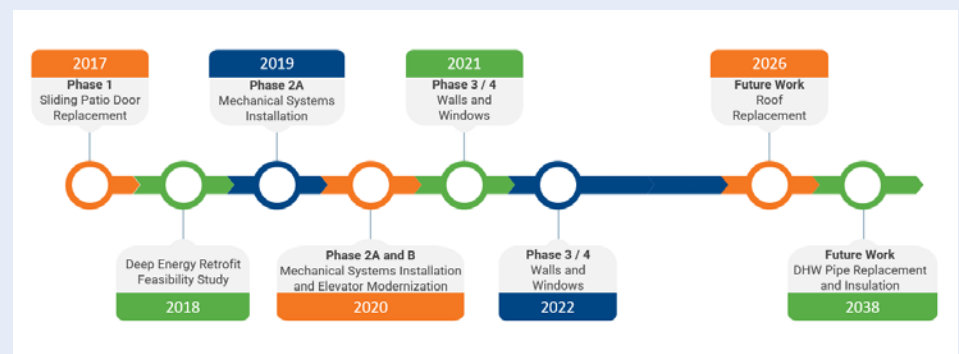 2017
Phase 1
Sliding Patio Door
Replacement
2019
Phase 2A
Mechanical Systems
Installation
2021
Phase 3 / 4
Walls and
Windows
2026
Future Work
Roof
Replacement
Deep Energy Retrofit
Feasibility Study
2018
Phase 2A and B
Mechanical Systems Installation
and Elevator Modernization
2020
Phase 3 / 4
Walls and
Windows
2022
Future Work
DHW Pipe Replacement
and Insulation
2038